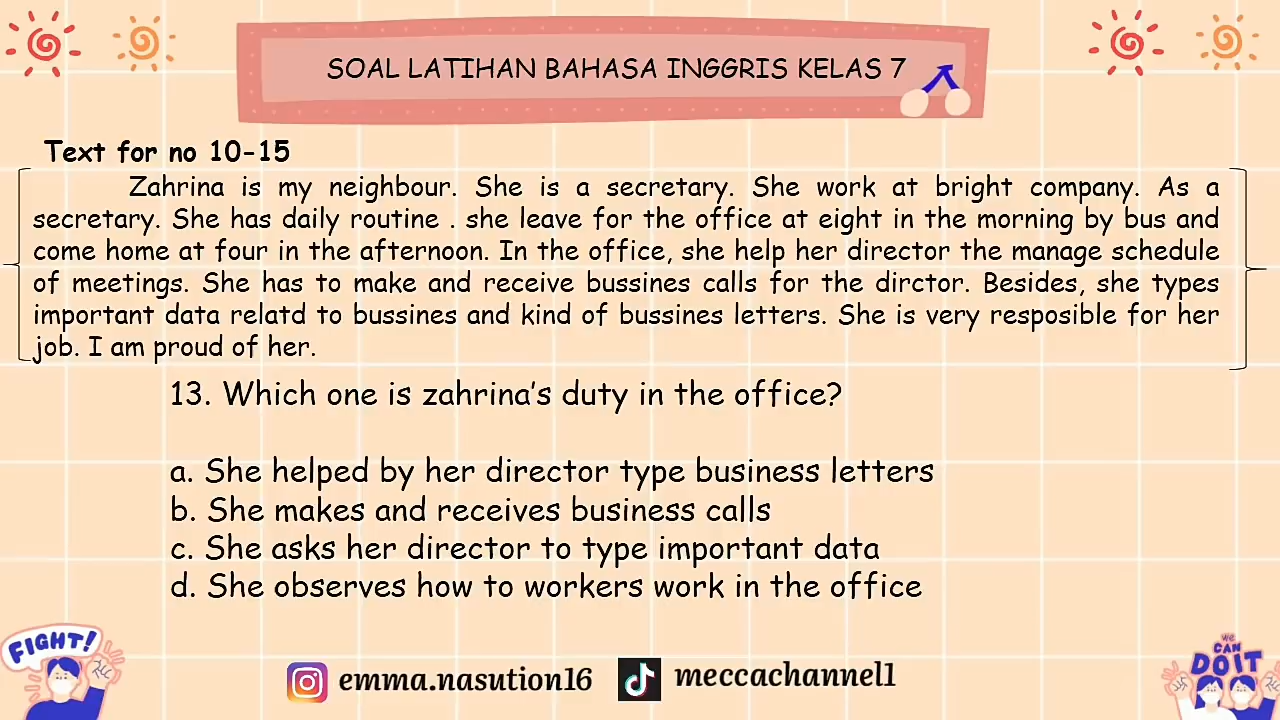 SOAL LATIHAN BAHASA INGGRIS KELAS 7
Text for no 10-15
Zahrina is my neighbour. She is a secretary. She work at bright company. As a
secretary. She has daily routine . she leave for the office at eight in the morning by bus and
come home at four in the afternoon. In the office, she help her director the manage schedule
of meetings. She has to make and receive bussines calls for the dirctor. Besides, she types
important data relatd to bussines and kind of bussines letters. She is very resposible for her
job. I am proud of her.
13. Which one is zahrina's duty in the office?
a. She helped by her director type business letters
b. She makes and receives business calls
c. She asks her director to type important data
d. She observes how to workers work in the office
FIGHT!
emma.nasution16
meccachannel1
WE
CAN
DO IT